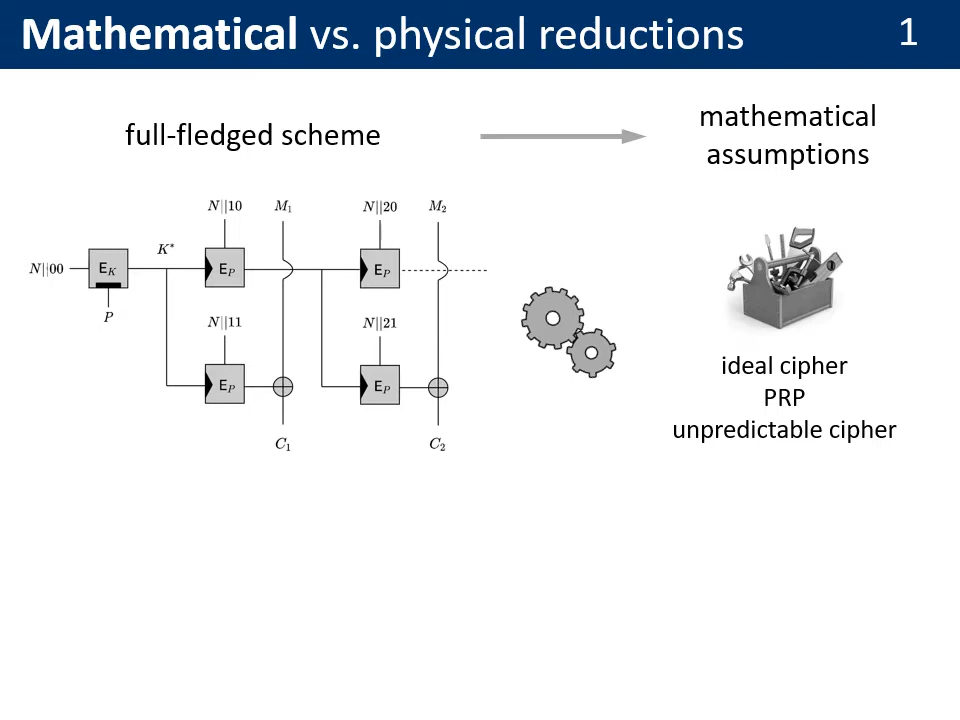 Mathematical vs. physical reductions
1
full-fledged scheme
mathematical
assumptions
N||10
M₁
N||20
M₂
N||00
E_K
K*
E_P
E_P
P
N||11
N||21
E_P
E_P
C₁
C₂
ideal cipher
PRP
unpredictable cipher